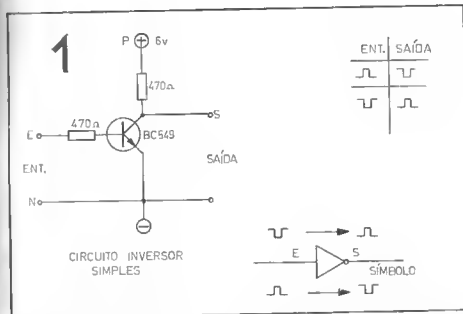 1
P 6v
470Ω
470Ω
E
BC549
S
ENT.
SAÍDA
N
CIRCUITO INVERSOR
SIMPLES
ENT. SAÍDA
E S
SÍMBOLO